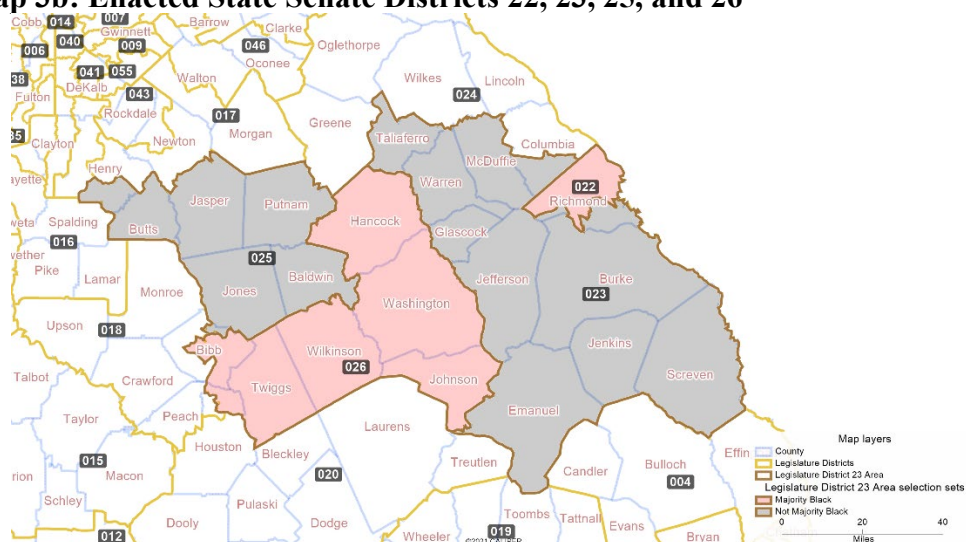 ap 5b: Enacted State Senate Districts 22, 23, 25, and 26
Cobb 014 007 Barrow Clarke
Gwinnett 046 Oglethorpe
006 040 009 Oconee
Wilkes Lincoln
041 055 Walton
38 DeKalb 043 024
Fulton Rockdale 017 Greene
Newton Morgan Taliaferro Columbia
35 Clayton McDuffie
Henry Warren 022
ayette Jasper Putnam Richmond
Spalding Butts Hancock Glascock
016
Pike 025 Baldwin Jefferson Burke
Lamar Monroe Jones Washington 023
Upson 018
Bibb Wilkinson Jenkins
026
Talbot Crawford Twiggs Johnson Screven
Taylor Peach Laurens Emanuel
Houston Bleckley
015 Macon 020 Treutlen Candler Bulloch Effin
004
Schley Pulaski
012 Dooly Dodge Wheeler 019 Toombs Tattnall Evans Bryan
©2021 CALIPER
Map layers
County
Legislature Districts
Legislature District 23 Area
Legislature District 23 Area selection sets
Majority Black
Not Majority Black
0 20 40
Miles